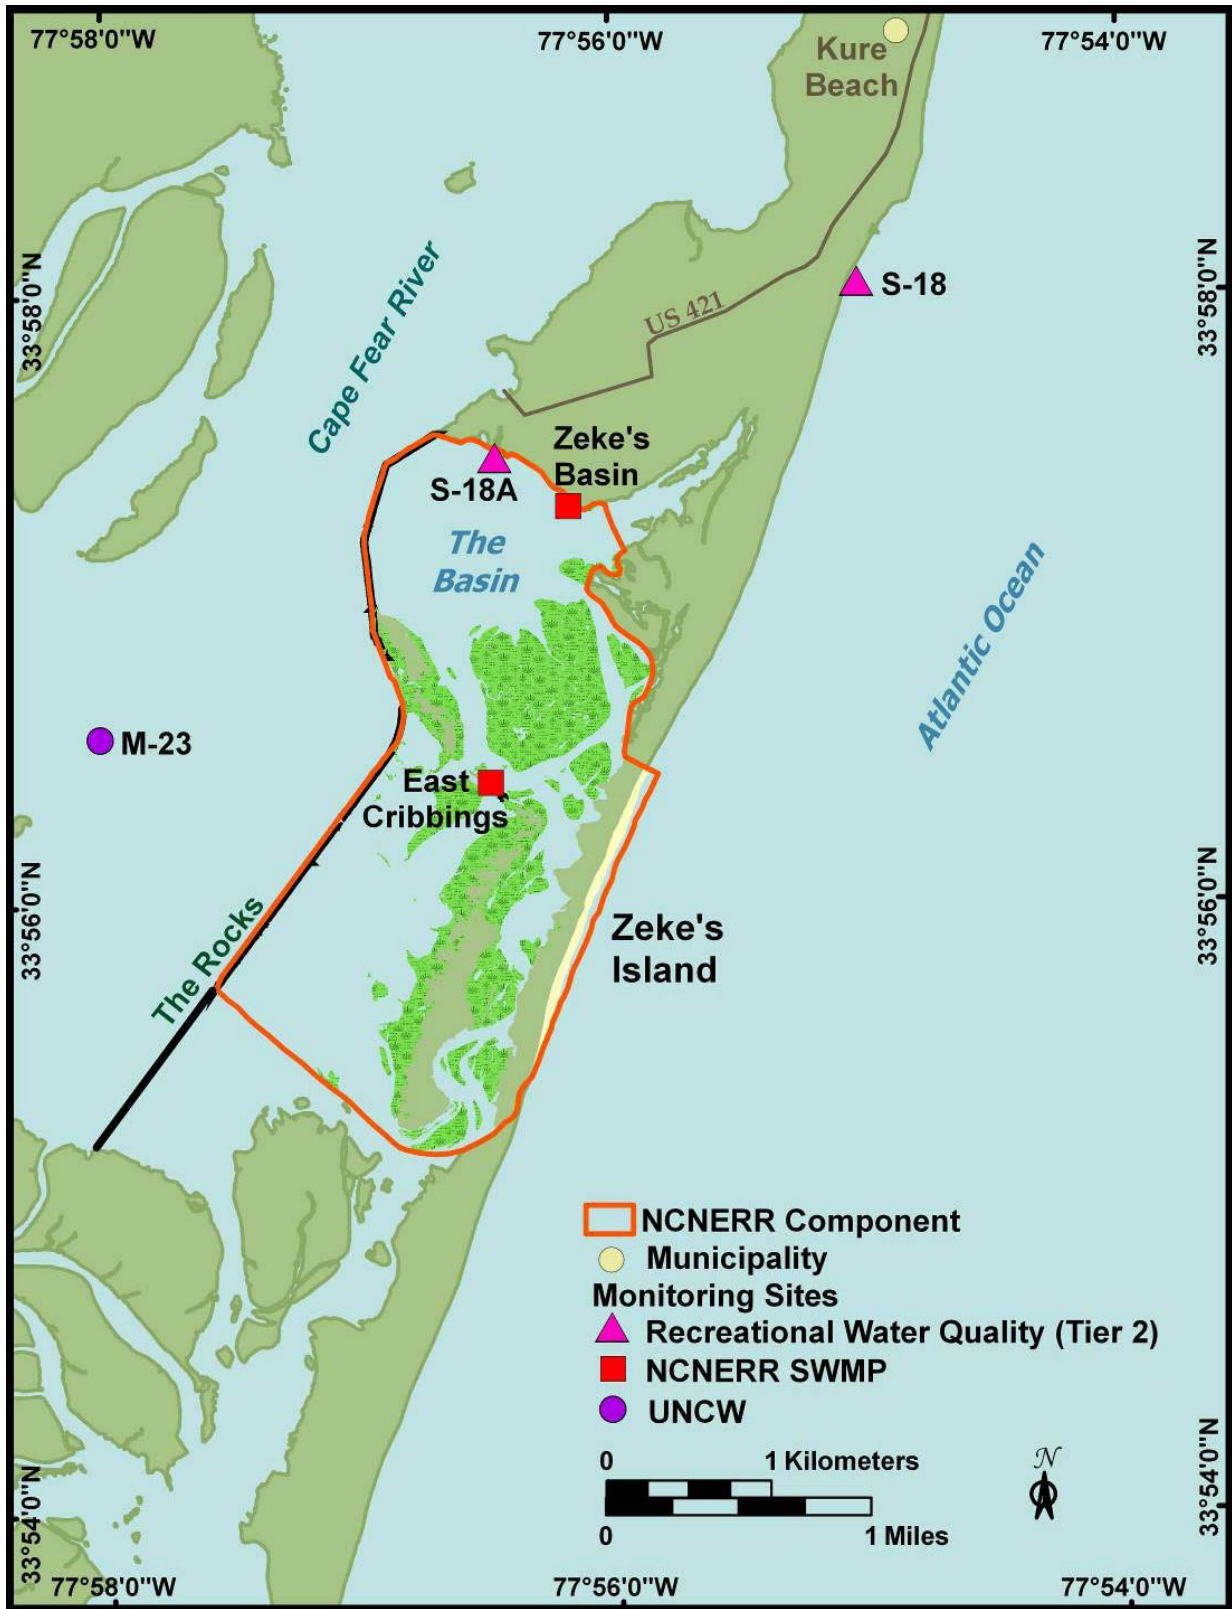 77°58'0"W
77°56'0"W
77°54'0"W
Kure
Beach
33°58'0"N
33°58'0"N
S-18
US 421
Cape Fear River
Zeke's
Basin
S-18A
The
Basin
Atlantic Ocean
M-23
East
Cribbings
33°56'0"N
33°56'0"N
The Rocks
Zeke's
Island
NCNERR Component
Municipality
Monitoring Sites
Recreational Water Quality (Tier 2)
NCNERR SWMP
UNCW
0 1 Kilometers
N
0 1 Miles
33°54'0"N
33°54'0"N
77°58'0"W
77°56'0"W
77°54'0"W